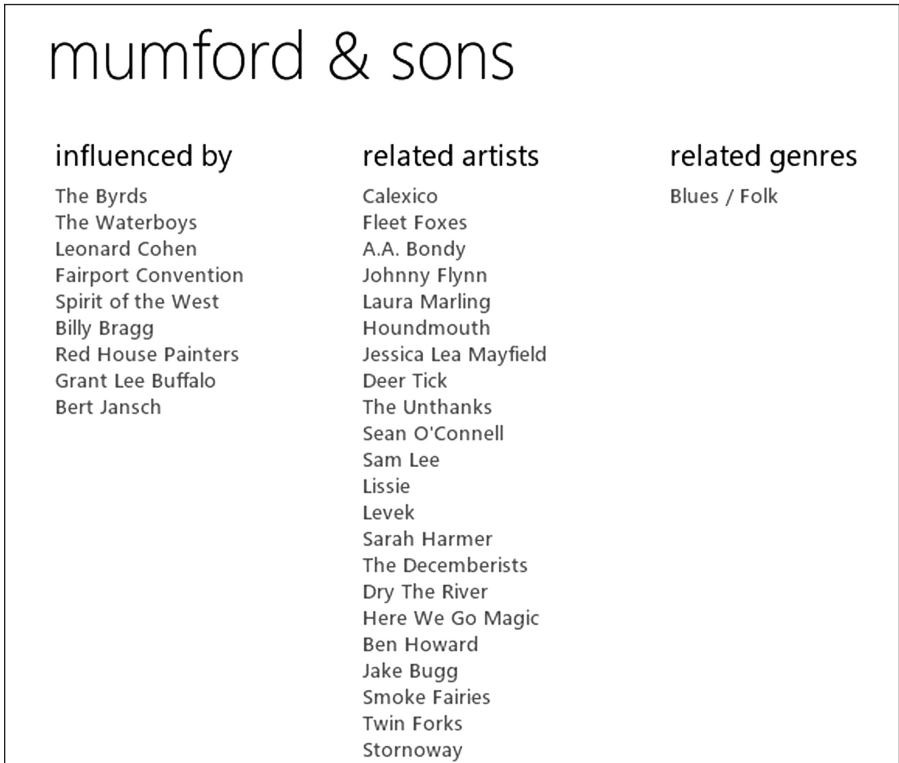 mumford & sons
influenced by
The Byrds
The Waterboys
Leonard Cohen
Fairport Convention
Spirit of the West
Billy Bragg
Red House Painters
Grant Lee Buffalo
Bert Jansch
related artists
Calexico
Fleet Foxes
A.A. Bondy
Johnny Flynn
Laura Marling
Houndmouth
Jessica Lea Mayfield
Deer Tick
The Unthanks
Sean O'Connell
Sam Lee
Lissie
Levek
Sarah Harmer
The Decemberists
Dry The River
Here We Go Magic
Ben Howard
Jake Bugg
Smoke Fairies
Twin Forks
Stornoway
related genres
Blues / Folk